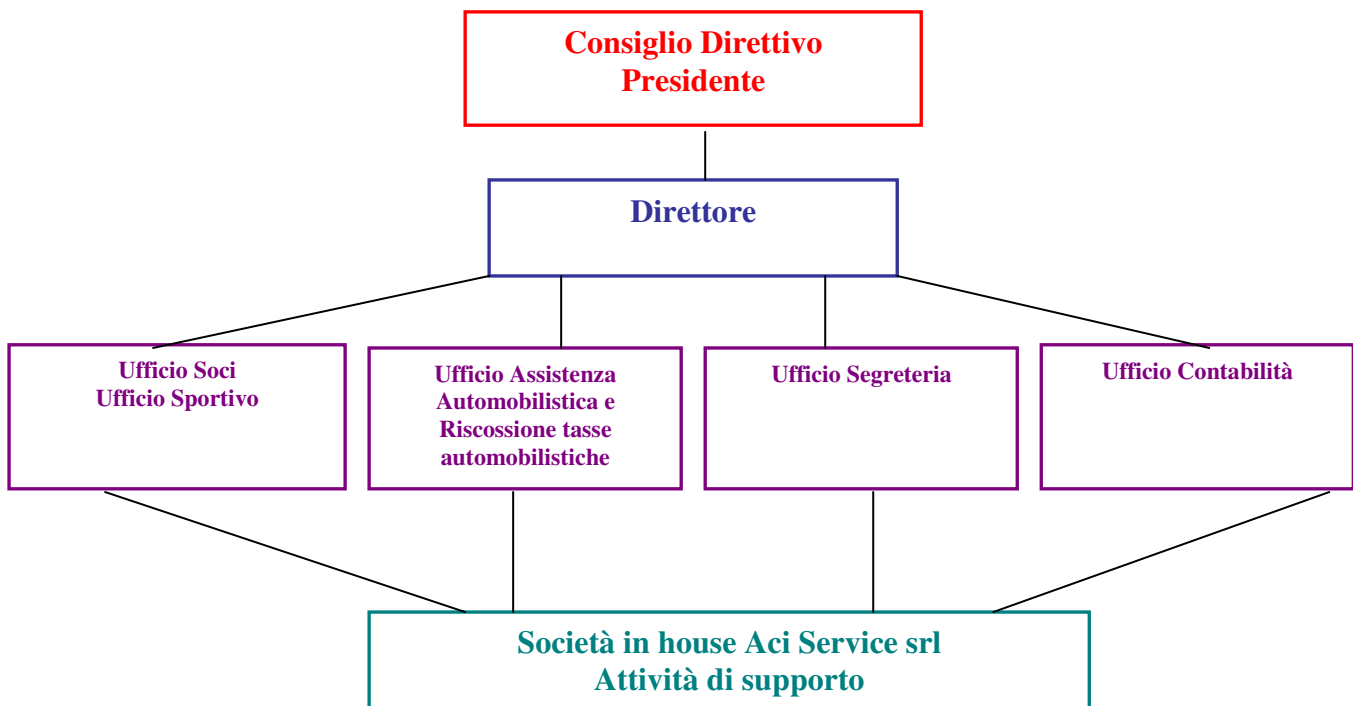 Consiglio Direttivo
Presidente
Direttore
Ufficio Soci
Ufficio Sportivo
Ufficio Assistenza
Automobilistica e
Riscossione tasse
automobilistiche
Ufficio Segreteria
Ufficio Contabilità
Società in house Aci Service srl
Attività di supporto